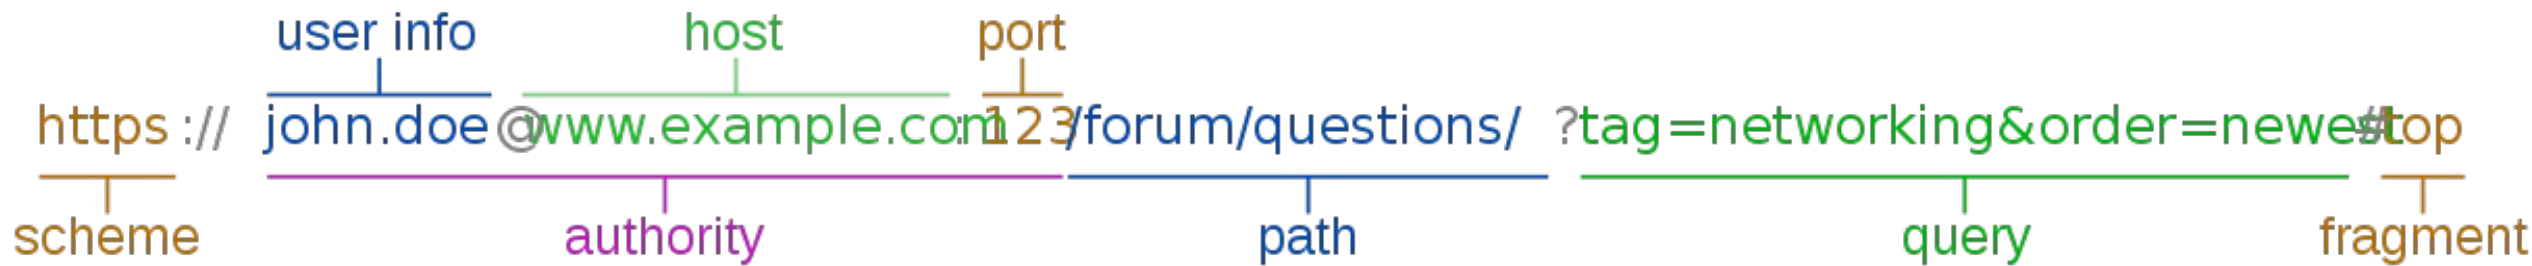 user info host port
https :// john.doe @ www.example.com : 123 /forum/questions/ ?tag=networking&order=newest # top
scheme authority path query fragment